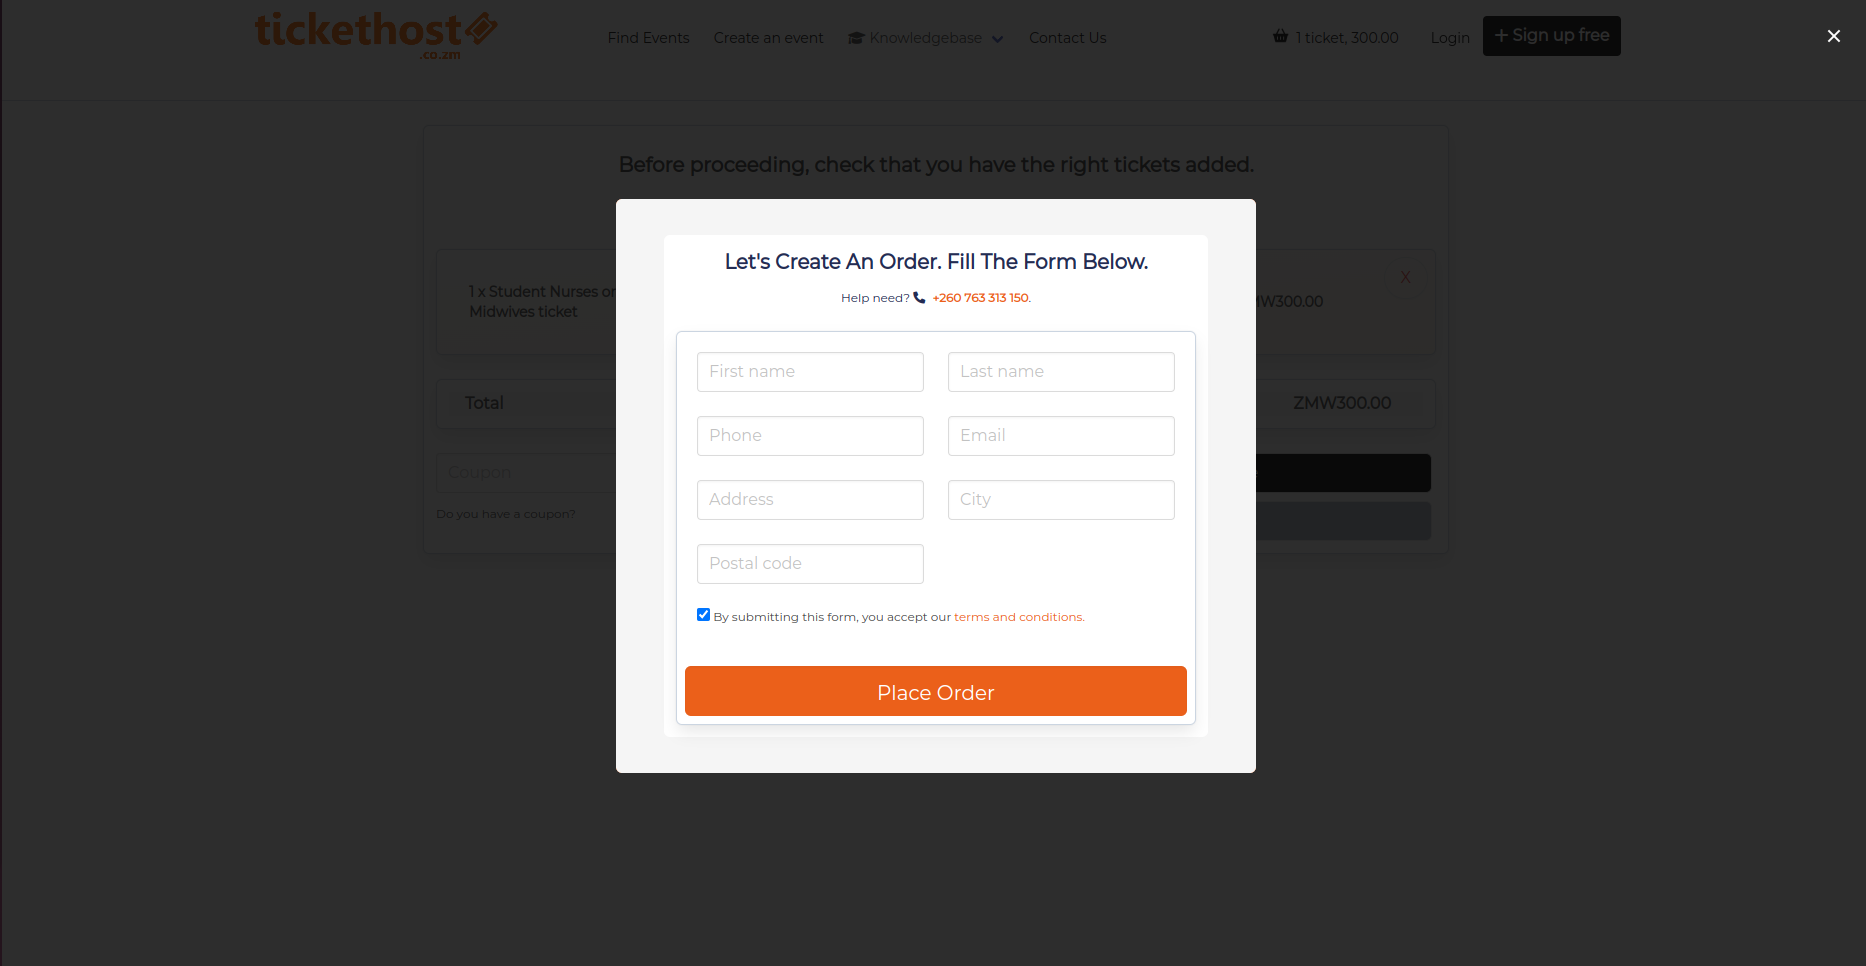 tickethost
.co.zm
Find Events
Create an event
Knowledgebase
Contact Us
1 ticket, 300.00
Login
+ Sign up free
Before proceeding, check that you have the right tickets added.
Let's Create An Order. Fill The Form Below.
Help need? +260 763 313 150.
1 x Student Nurses or
Midwives ticket
W300.00
X
First name
Last name
Total
ZMW300.00
Phone
Email
Coupon
Address
City
Do you have a coupon?
Postal code
By submitting this form, you accept our terms and conditions.
Place Order